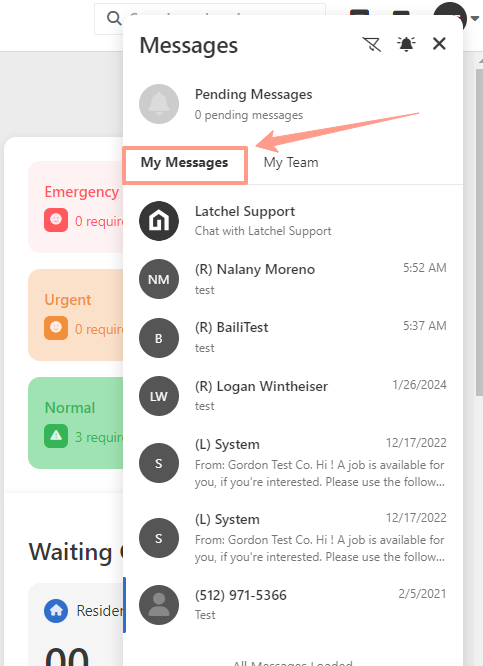 Messages
Pending Messages
0 pending messages
My Messages
My Team
Emergency
0 require
Urgent
0 require
Normal
3 require
Waiting
Residen
00
Latchel Support
Chat with Latchel Support
NM
(R) Nalany Moreno
5:52 AM
test
B
(R) BailiTest
5:37 AM
test
LW
(R) Logan Wintheiser
1/26/2024
test
S
(L) System
12/17/2022
From: Gordon Test Co. Hi ! A job is available for
you, if you're interested. Please use the follow...
S
(L) System
12/17/2022
From: Gordon Test Co. Hi ! A job is available for
you, if you're interested. Please use the follow...
(512) 971-5366
2/5/2021
Test
All Messages Loaded